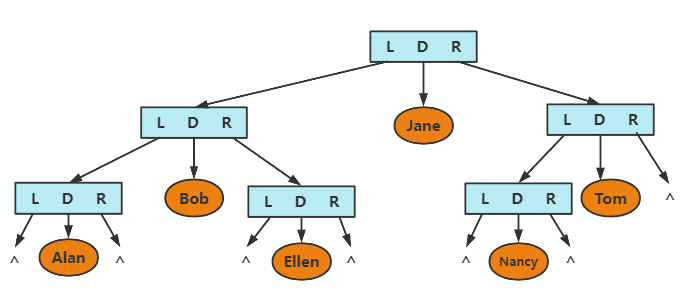 L D R
L D R
Jane
L D R
L D R
Bob
L D R
L D R
Tom
^
^
Alan
^
^
Ellen
^
^
Nancy
^